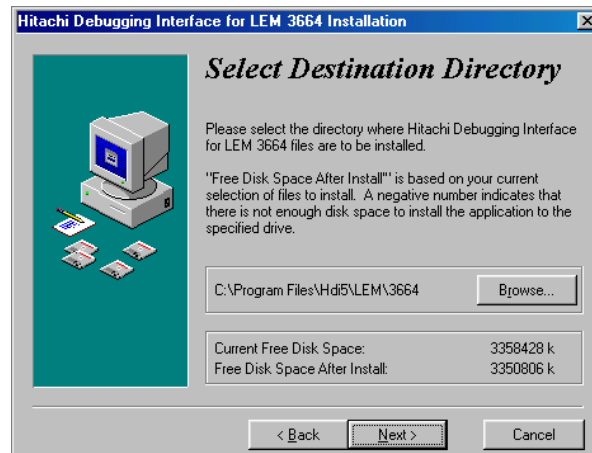 Hitachi Debugging Interface for LEM 3664 Installation
Select Destination Directory
Please select the directory where Hitachi Debugging Interface
for LEM 3664 files are to be installed.
"Free Disk Space After Install"' is based on your current
selection of files to install. A negative number indicates that
there is not enough disk space to install the application to the
specified drive.
C:\Program Files\Hdi5\LEM\3664 Browse...
Current Free Disk Space: 3358428 k
Free Disk Space After Install: 3350806 k
< Back Next > Cancel